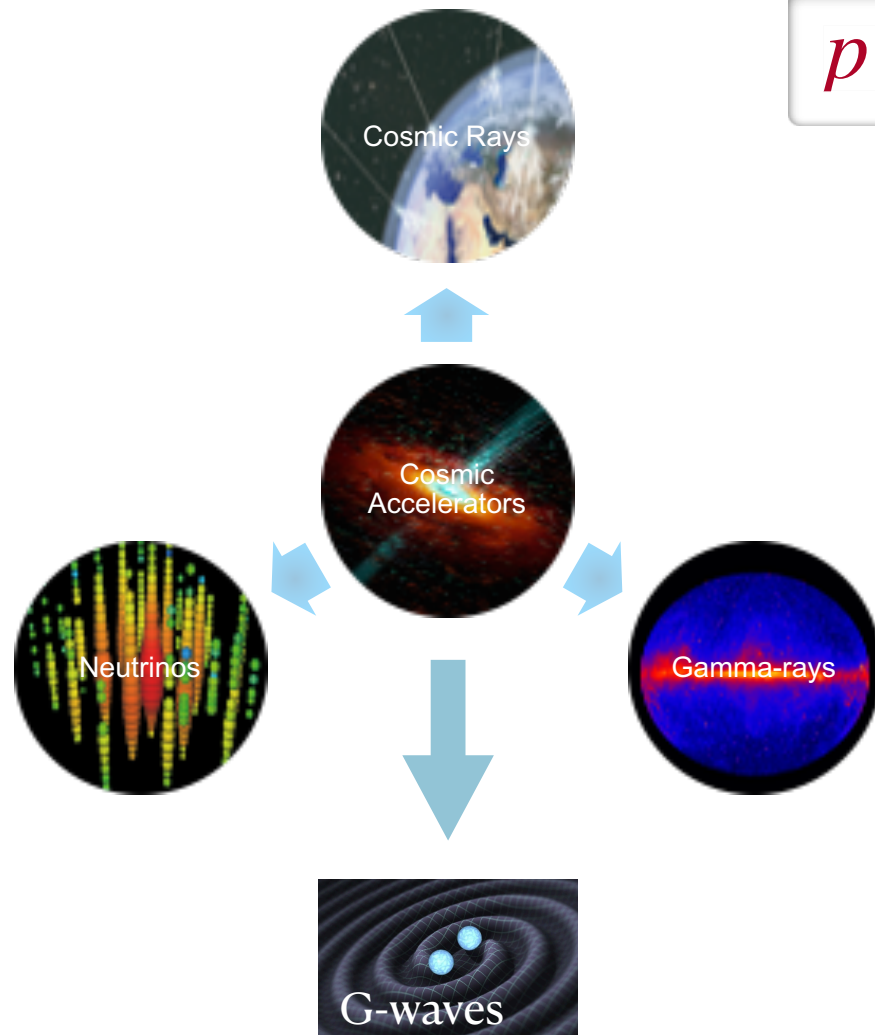 p
Cosmic Rays
Cosmic
Accelerators
Neutrinos
Gamma-rays
G-waves